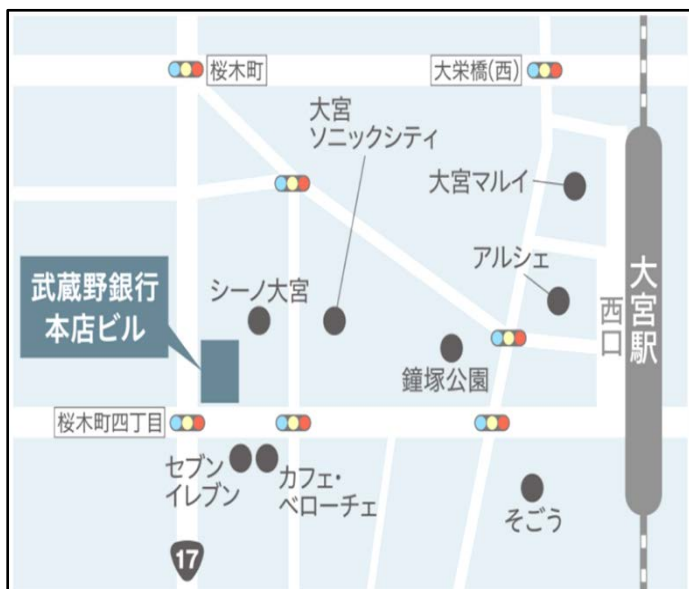 桜木町
大栄橋(西)
大宮
ソニックシティ
大宮マルイ
アルシェ
大宮駅
西口
武蔵野銀行
本店ビル
シーノ大宮
鐘塚公園
桜木町四丁目
セブン
イレブン
カフェ・
ベローチェ
そごう
17